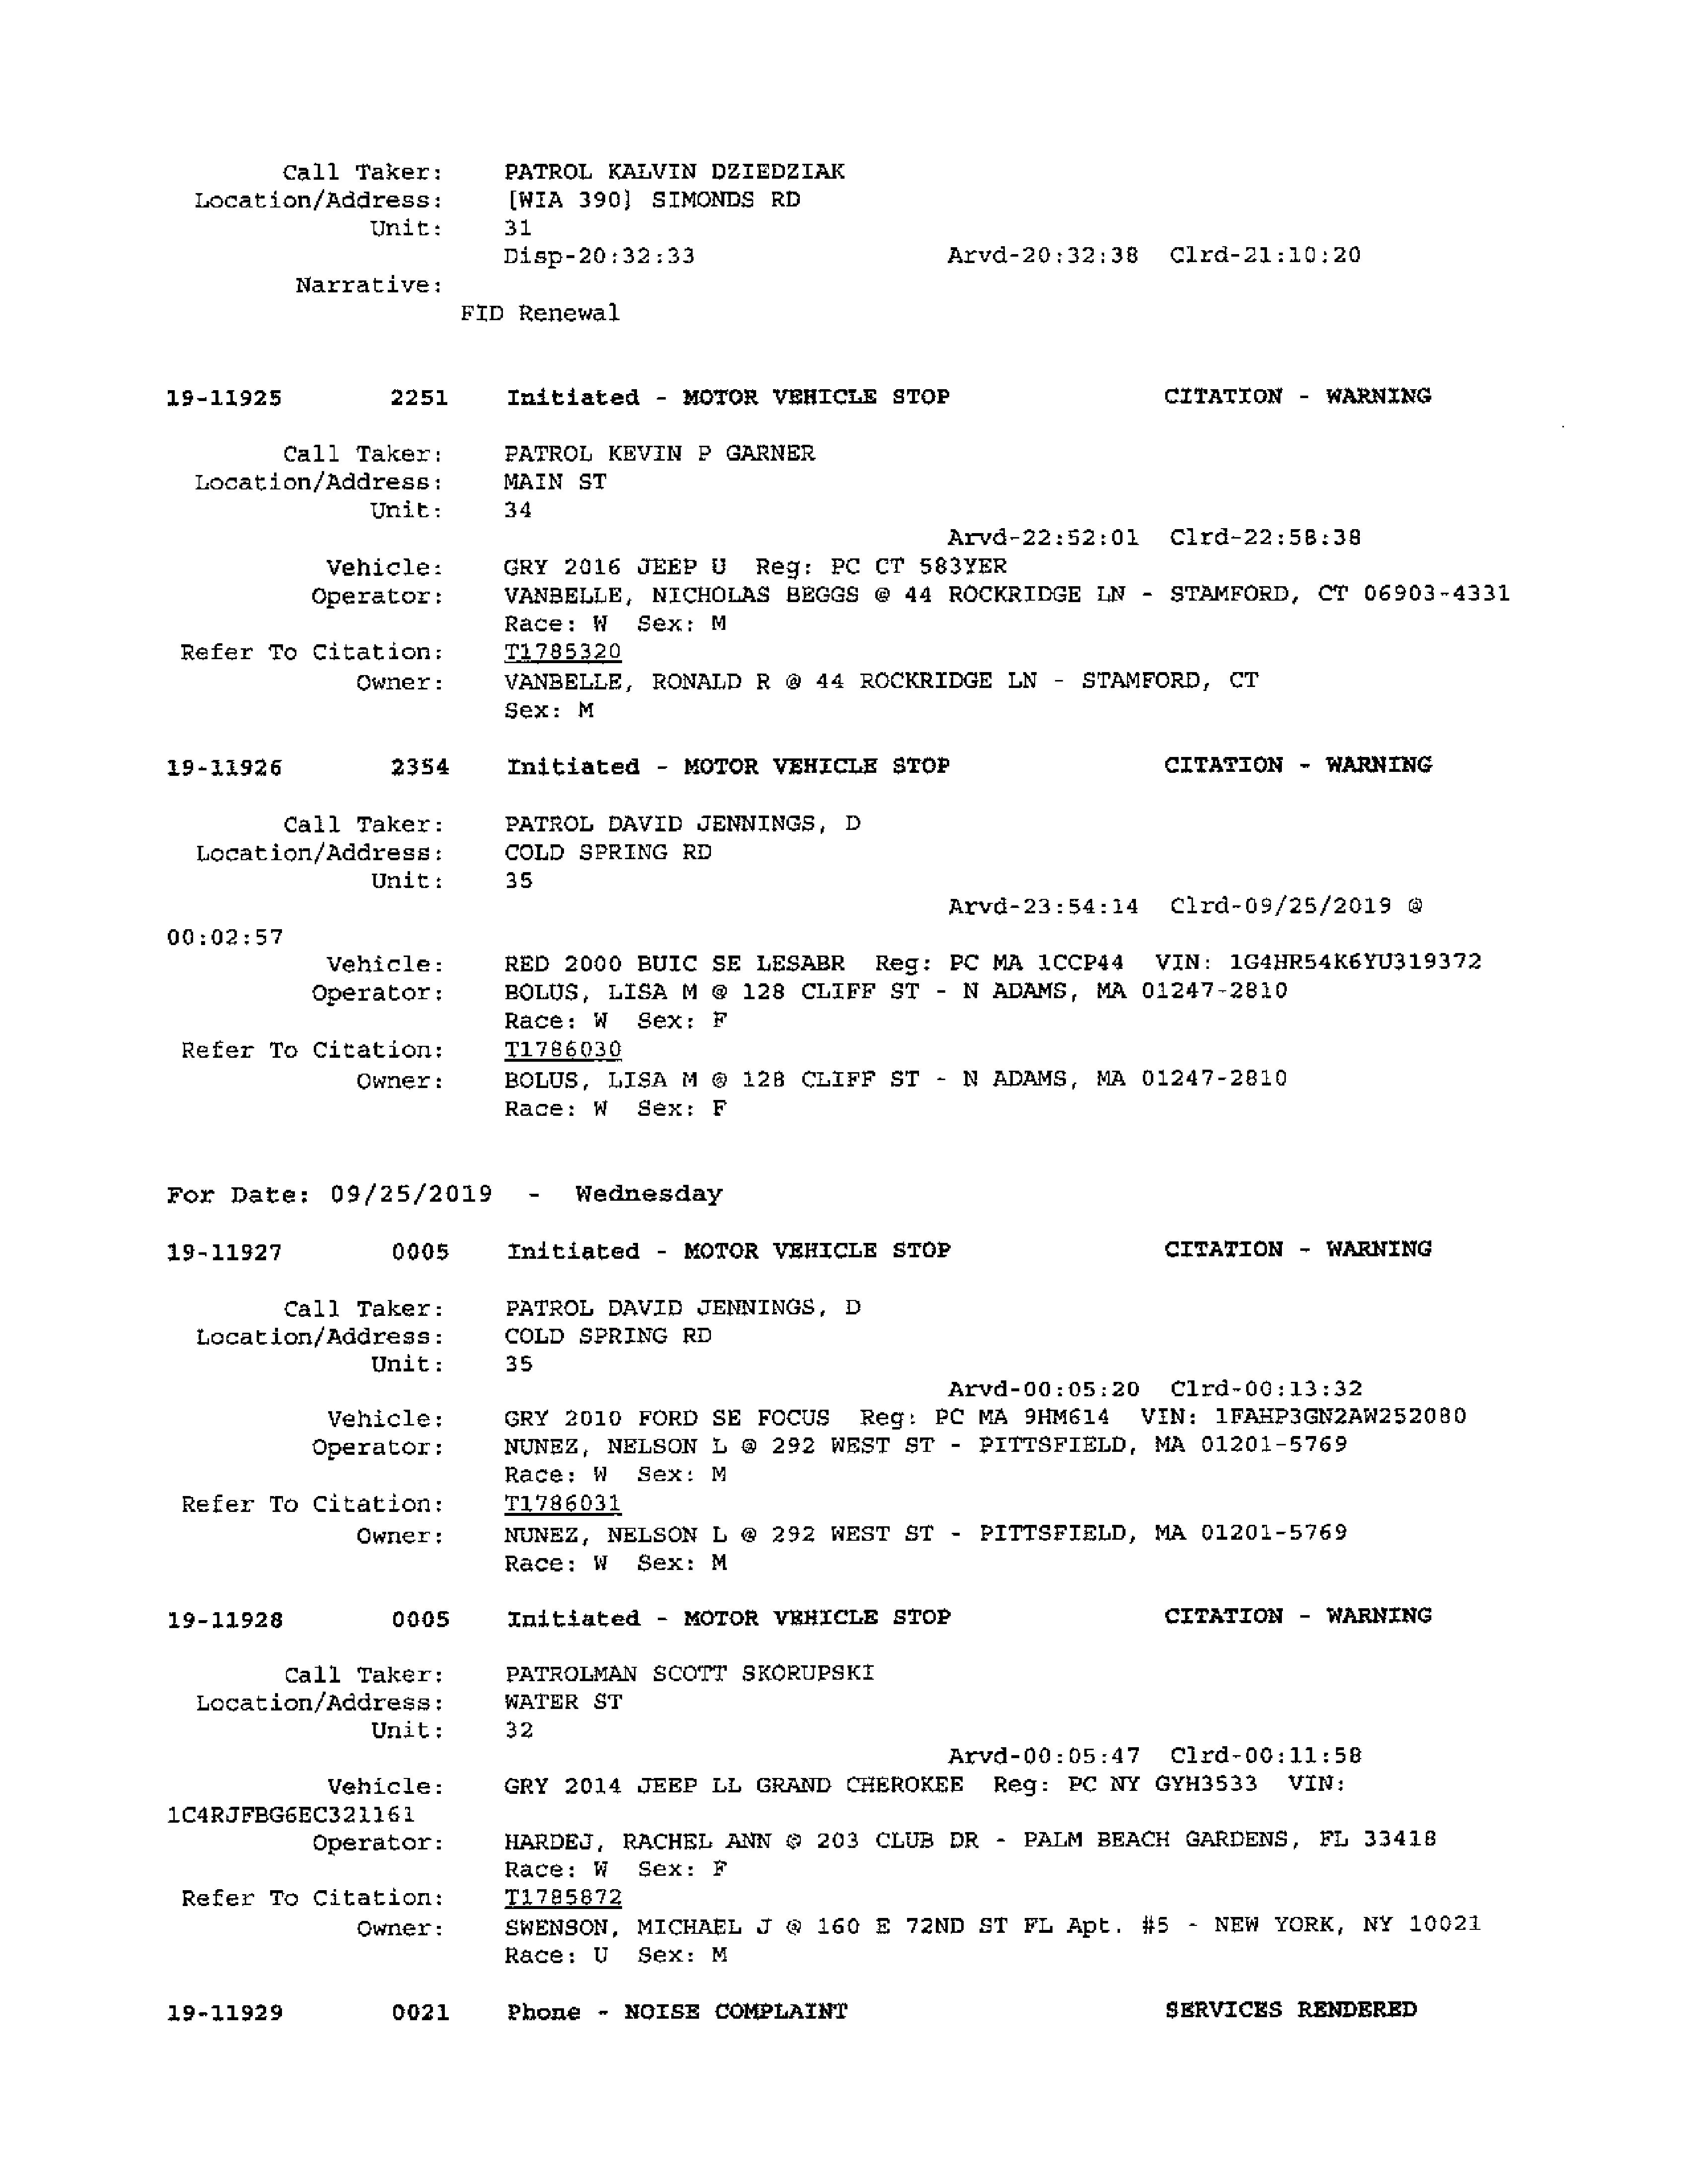 Call Taker: PATROL KALVIN DZIEDZIAK
Location/Address: [WIA 390] SIMONDS RD
Unit: 31
Disp-20:32:33 Arvd-20:32:38 Clrd-21:10:20
Narrative:
FID Renewal
19-11925 2251 Initiated - MOTOR VEHICLE STOP CITATION - WARNING
Call Taker: PATROL KEVIN P GARNER
Location/Address: MAIN ST
Unit: 34
Arvd-22:52:01 Clrd-22:58:38
Vehicle: GRY 2016 JEEP U Reg: PC CT 583YER
Operator: VANBELLE, NICHOLAS BEGGS @ 44 ROCKRIDGE LN - STAMFORD, CT 06903-4331
Race: W Sex: M
Refer To Citation: T1785320
Owner: VANBELLE, RONALD R @ 44 ROCKRIDGE LN - STAMFORD, CT
Sex: M
19-11926 2354 Initiated - MOTOR VEHICLE STOP CITATION - WARNING
Call Taker: PATROL DAVID JENNINGS, D
Location/Address: COLD SPRING RD
Unit: 35
Arvd-23:54:14 Clrd-09/25/2019 @
00:02:57
Vehicle: RED 2000 BUIC SE LESABR Reg: PC MA 1CCP44 VIN: 1G4HR54K6YU319372
Operator: BOLUS, LISA M @ 128 CLIFF ST - N ADAMS, MA 01247-2810
Race: W Sex: F
Refer To Citation: T1786030
Owner: BOLUS, LISA M @ 128 CLIFF ST - N ADAMS, MA 01247-2810
Race: W Sex: F
For Date: 09/25/2019 - Wednesday
19-11927 0005 Initiated - MOTOR VEHICLE STOP CITATION - WARNING
Call Taker: PATROL DAVID JENNINGS, D
Location/Address: COLD SPRING RD
Unit: 35
Arvd-00:05:20 Clrd-00:13:32
Vehicle: GRY 2010 FORD SE FOCUS Reg: PC MA 9HM614 VIN: 1FAHP3GN2AW252080
Operator: NUNEZ, NELSON L @ 292 WEST ST - PITTSFIELD, MA 01201-5769
Race: W Sex: M
Refer To Citation: T1786031
Owner: NUNEZ, NELSON L @ 292 WEST ST - PITTSFIELD, MA 01201-5769
Race: W Sex: M
19-11928 0005 Initiated - MOTOR VEHICLE STOP CITATION - WARNING
Call Taker: PATROLMAN SCOTT SKORUPSKI
Location/Address: WATER ST
Unit: 32
Arvd-00:05:47 Clrd-00:11:58
Vehicle: GRY 2014 JEEP LL GRAND CHEROKEE Reg: PC NY GYH3533 VIN:
1C4RJFBG6EC321161
Operator: HARDEJ, RACHEL ANN @ 203 CLUB DR - PALM BEACH GARDENS, FL 33418
Race: W Sex: F
Refer To Citation: T1785872
Owner: SWENSON, MICHAEL J @ 160 E 72ND ST FL Apt. #5 - NEW YORK, NY 10021
Race: U Sex: M
19-11929 0021 Phone - NOISE COMPLAINT SERVICES RENDERED